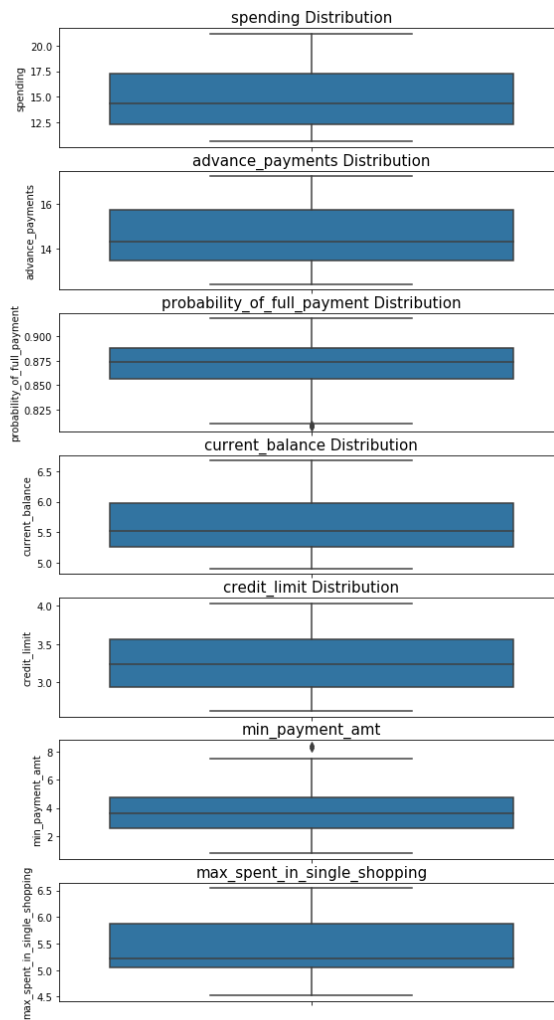 spending Distribution
20.0
17.5
15.0
12.5
spending
advance_payments Distribution
16
14
advance_payments
probability_of_full_payment Distribution
0.900
0.875
0.850
0.825
probability_of_full_payment
current_balance Distribution
6.5
6.0
5.5
5.0
current_balance
credit_limit Distribution
4.0
3.5
3.0
credit_limit
min_payment_amt
8
6
4
2
min_payment_amt
max_spent_in_single_shopping
6.5
6.0
5.5
5.0
4.5
max_spent_in_single_shopping